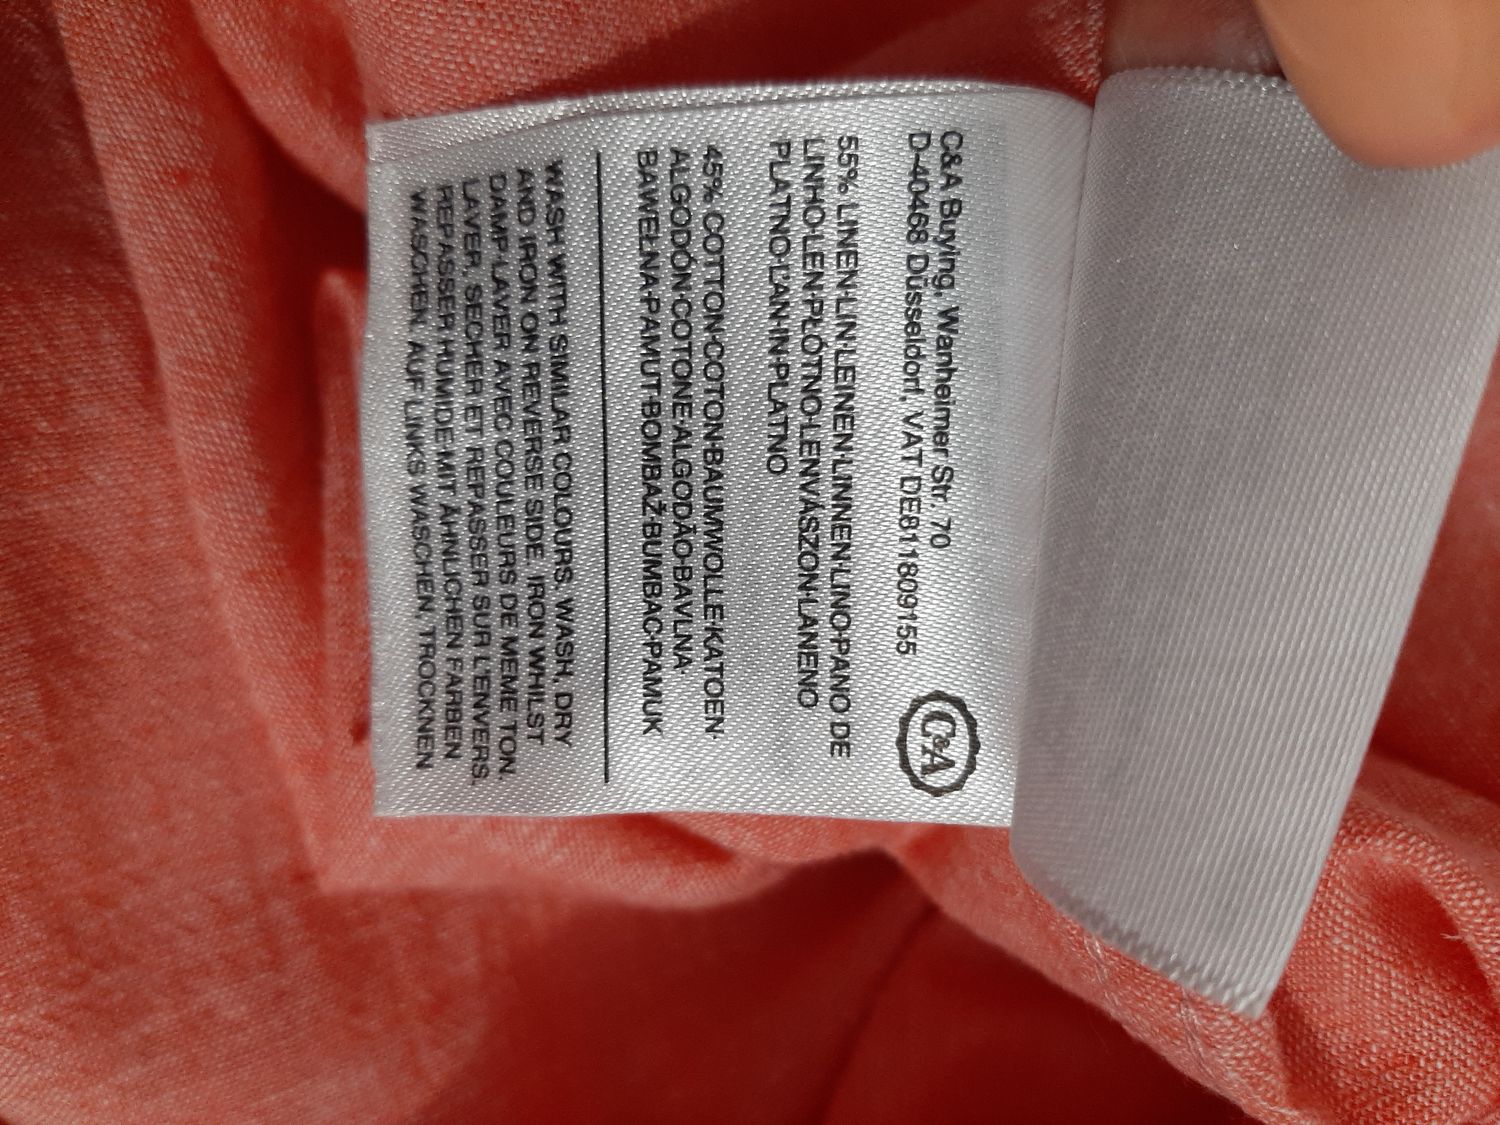 C&A Buying, Wanheimer Str. 70
D-40468 Düsseldorf, VAT DE811809155
C&A
55% LINEN·LIN·LEINEN·LINNEN·LINO·PANO DE
LINHO·LEN·PŁÓTNO·LENVÁSZON·LANENO
PLATNO·ĽAN·IN·PLATNO
45% COTTON·COTON·BAUMWOLLE·KATOEN·
ALGODÓN·COTONE·ALGODÃO·BAVLNA·
BAWEŁNA·PAMUT·BOMBAŽ·BUMBAC·PAMUK
WASH WITH SIMILAR COLOURS, WASH, DRY
AND IRON ON REVERSE SIDE. IRON WHILST
DAMP·LAVER AVEC COULEURS DE MEME TON.
LAVER, SECHER ET REPASSER SUR L'ENVERS.
REPASSER HUMIDE·MIT ÄHNLICHEN FARBEN
WASCHEN. AUF LINKS WASCHEN, TROCKNEN